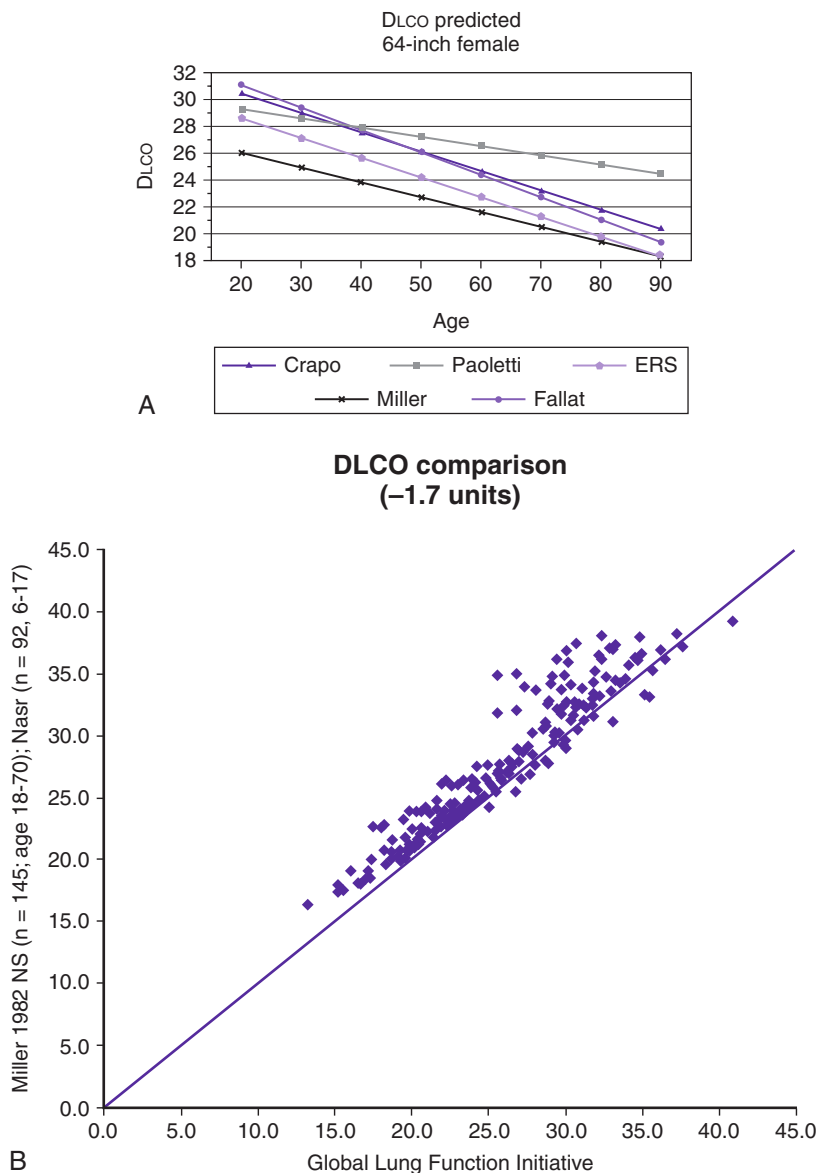 DLCO predicted
64-inch female
32
30
28
26
24
22
20
18
DLCO
20 30 40 50 60 70 80 90
Age
Crapo Paoletti ERS
Miller Fallat
A
DLCO comparison
(–1.7 units)
Miller 1982 NS (n = 145; age 18-70); Nasr (n = 92, 6-17)
45.0
40.0
35.0
30.0
25.0
20.0
15.0
10.0
5.0
0.0
0.0 5.0 10.0 15.0 20.0 25.0 30.0 35.0 40.0 45.0
Global Lung Function Initiative
B